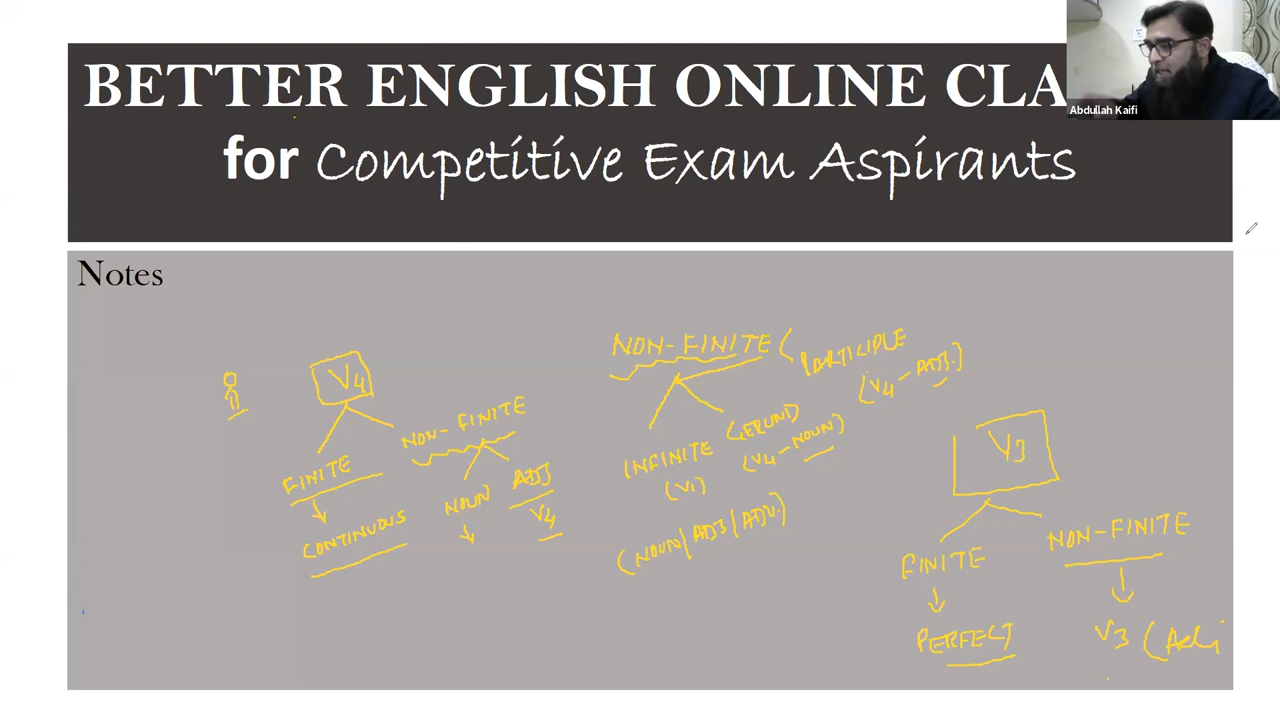 BETTER ENGLISH ONLINE CLA
for Competitive Exam Aspirants
Abdullah Kaifi
Notes
V4
FINITE
NON-FINITE
CONTINUOUS
NOUN ADJ
V4
NON-FINITE (PARTICIPLE
(V4 - ADJ.)
INFINITE
(V1)
GERUND
(V4 - NOUN)
(NOUN|ADJ|ADV.)
V3
FINITE
NON-FINITE
PERFECT
V3 (Adj